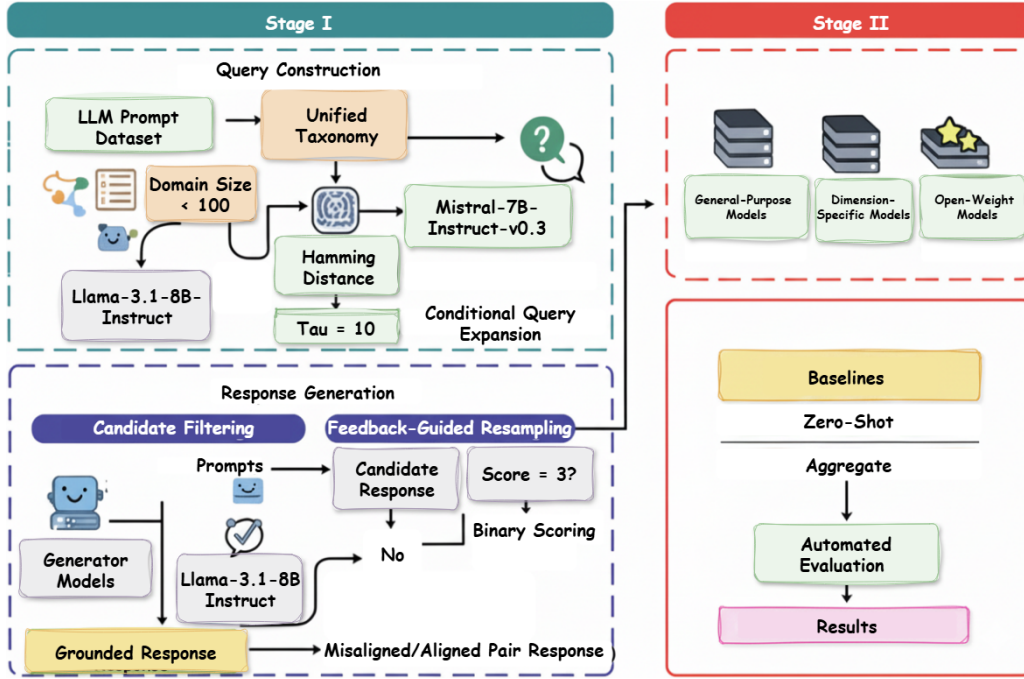 Stage I
Query Construction
LLM Prompt
Dataset
Unified
Taxonomy
?
Domain Size
< 100
Mistral-7B-
Instruct-v0.3
Hamming
Distance
Llama-3.1-8B-
Instruct
Tau = 10
Conditional Query
Expansion
Response Generation
Candidate Filtering
Feedback-Guided Resampling
Prompts
Candidate
Response
Score = 3?
Binary Scoring
No
Generator
Models
Llama-3.1-8B
Instruct
Grounded Response
Misaligned/Aligned Pair Response )
Stage II
General-Purpose
Models
Dimension-
Specific Models
Open-Weight
Models
Baselines
Zero-Shot
Aggregate
Automated
Evaluation
Results